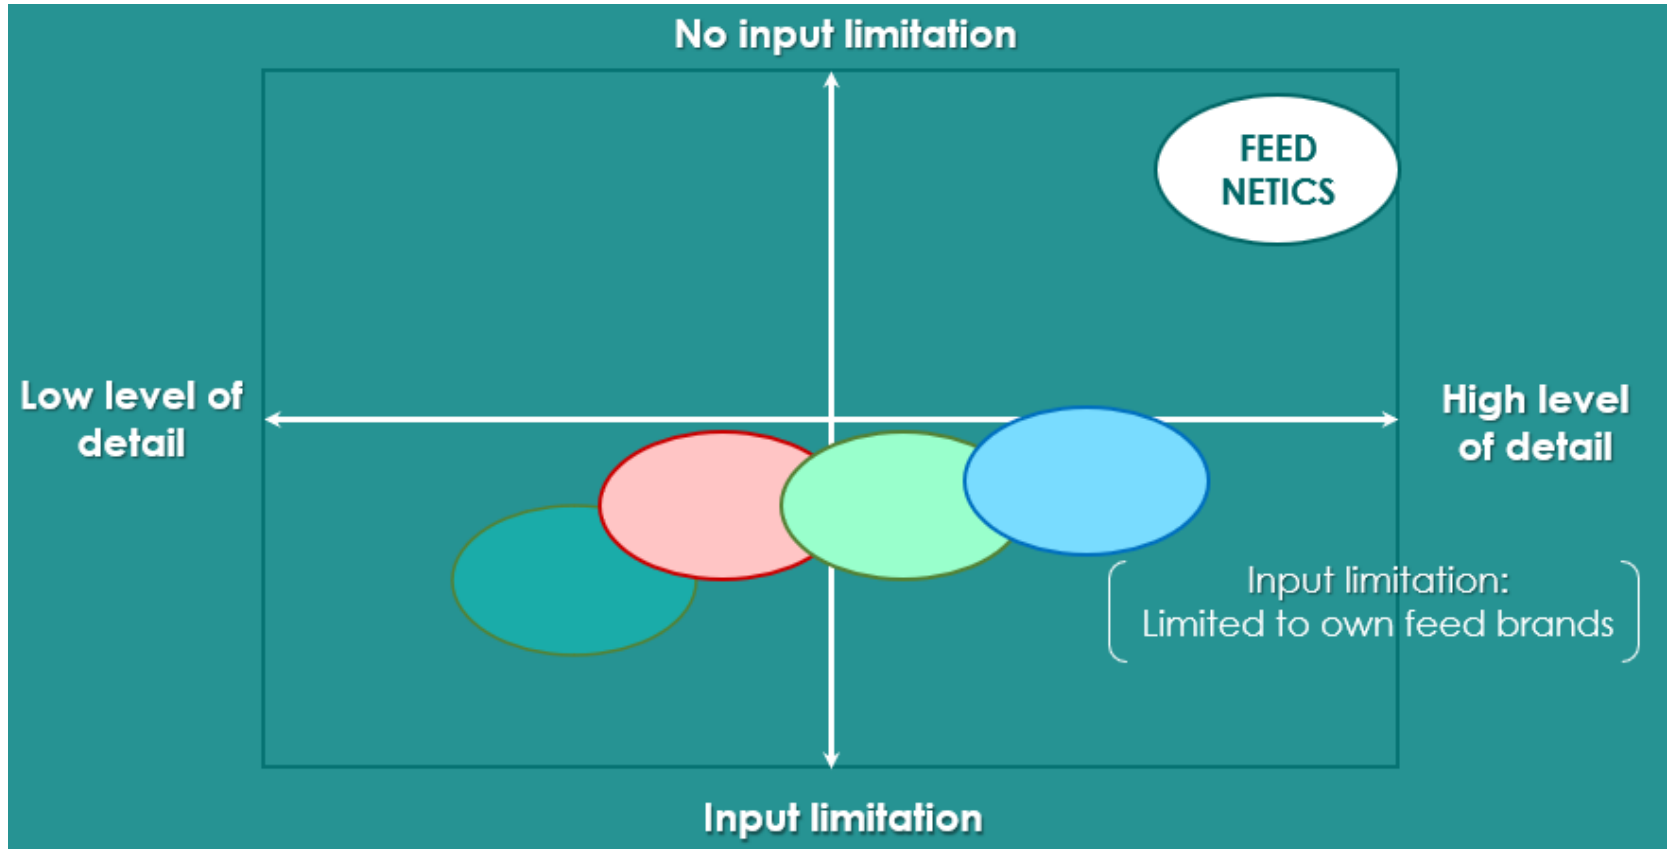 No input limitation
FEED
NETICS
Low level of
detail
High level
of detail
Input limitation:
Limited to own feed brands
Input limitation